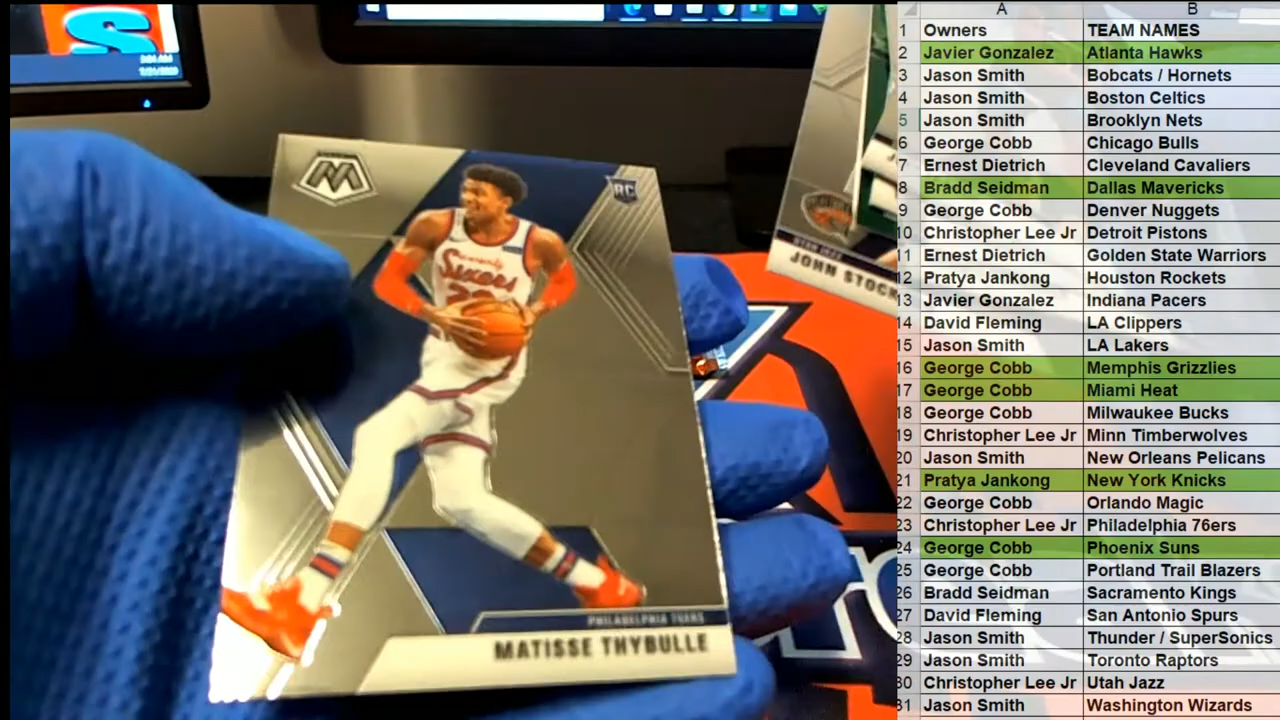 S
3:04 AM
7/21/2020
M
RC
Seventy
Sixers
PHILADELPHIA 76ERS
MATISSE THYBULLE
UTAH JAZZ
JOHN STOCK
A B
1 Owners TEAM NAMES
2 Javier Gonzalez Atlanta Hawks
3 Jason Smith Bobcats / Hornets
4 Jason Smith Boston Celtics
5 Jason Smith Brooklyn Nets
6 George Cobb Chicago Bulls
7 Ernest Dietrich Cleveland Cavaliers
8 Bradd Seidman Dallas Mavericks
9 George Cobb Denver Nuggets
10 Christopher Lee Jr Detroit Pistons
11 Ernest Dietrich Golden State Warriors
12 Pratya Jankong Houston Rockets
13 Javier Gonzalez Indiana Pacers
14 David Fleming LA Clippers
15 Jason Smith LA Lakers
16 George Cobb Memphis Grizzlies
17 George Cobb Miami Heat
18 George Cobb Milwaukee Bucks
19 Christopher Lee Jr Minn Timberwolves
20 Jason Smith New Orleans Pelicans
21 Pratya Jankong New York Knicks
22 George Cobb Orlando Magic
23 Christopher Lee Jr Philadelphia 76ers
24 George Cobb Phoenix Suns
25 George Cobb Portland Trail Blazers
26 Bradd Seidman Sacramento Kings
27 David Fleming San Antonio Spurs
28 Jason Smith Thunder / SuperSonics
29 Jason Smith Toronto Raptors
30 Christopher Lee Jr Utah Jazz
31 Jason Smith Washington Wizards